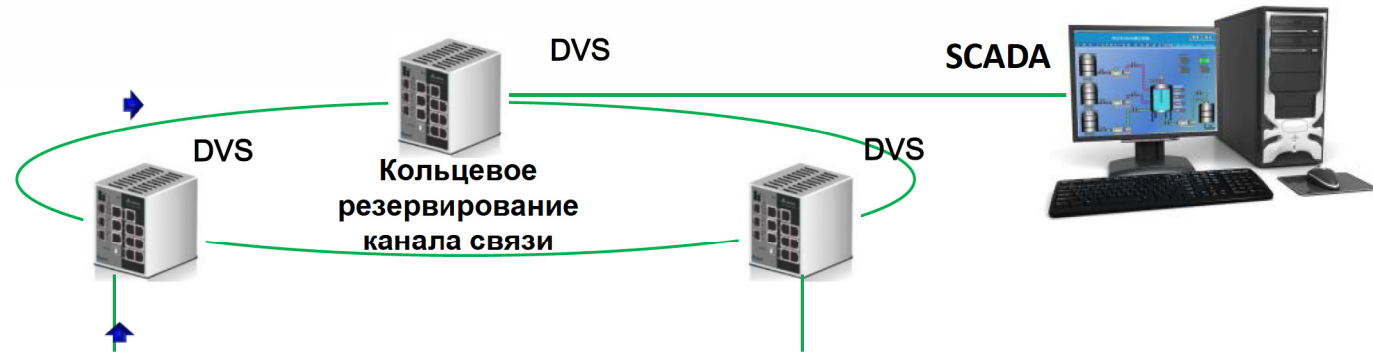 DVS
SCADA
DVS
DVS
Кольцевое
резервирование
канала связи